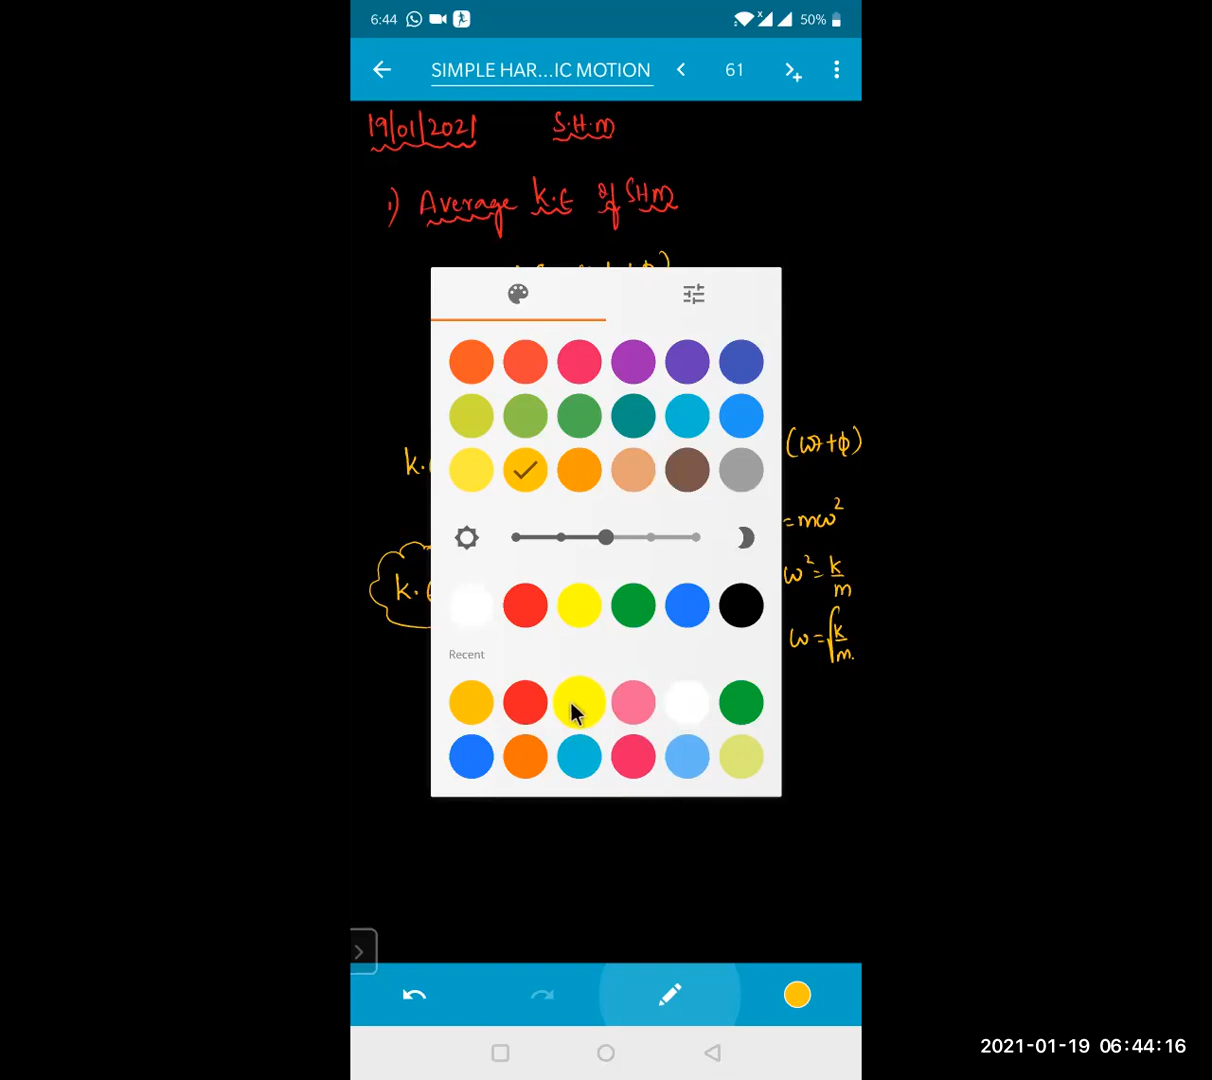 6:44 50%
SIMPLE HAR...IC MOTION 61
19/01/2021 S.H.M
1) Average K.E of SHM
(ωt+ϕ)
k.
=mω²
ω²=k/m
k.
ω=√k/m.
Recent
2021-01-19 06:44:16